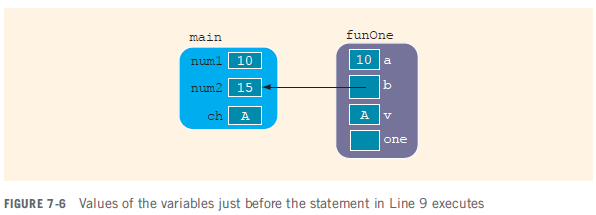 main
funOne
num1 10
10 a
num2 15
b
ch A
A v
one
FIGURE 7-6 Values of the variables just before the statement in Line 9 executes